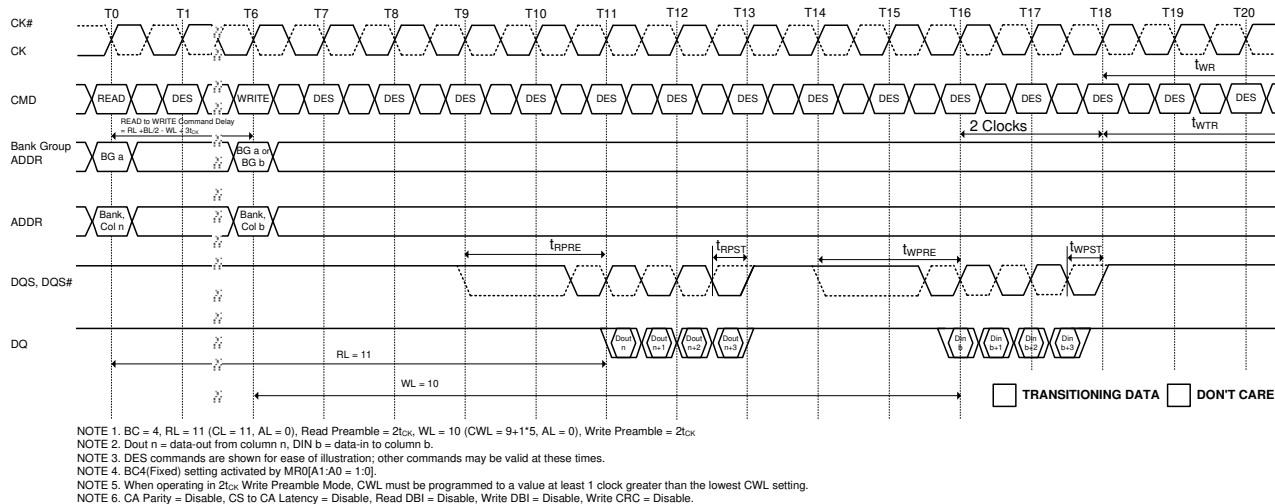 T0 T1 T6 T7 T8 T9 T10 T11 T12 T13 T14 T15 T16 T17 T18 T19 T20
CK#
CK
tWR
CMD READ DES WRITE DES DES DES DES DES DES DES DES DES DES DES DES DES DES
READ to WRITE Command Delay
= RL +BL/2 - WL + 3tCK
2 Clocks
tWTR
Bank Group
ADDR
BG a
BG a or
BG b
ADDR
Bank,
Col n
Bank,
Col b
tRPRE tRPST tWPRE tWPST
DQS, DQS#
DQ
Dout
n
Dout
n+1
Dout
n+2
Dout
n+3
Din
b
Din
b+1
Din
b+2
Din
b+3
RL = 11
WL = 10
TRANSITIONING DATA DON'T CARE
NOTE 1. BC = 4, RL = 11 (CL = 11, AL = 0), Read Preamble = 2tCK, WL = 10 (CWL = 9+1*5, AL = 0), Write Preamble = 2tCK
NOTE 2. Dout n = data-out from column n, DIN b = data-in to column b.
NOTE 3. DES commands are shown for ease of illustration; other commands may be valid at these times.
NOTE 4. BC4(Fixed) setting activated by MR0[A1:A0 = 1:0].
NOTE 5. When operating in 2tCK Write Preamble Mode, CWL must be programmed to a value at least 1 clock greater than the lowest CWL setting.
NOTE 6. CA Parity = Disable, CS to CA Latency = Disable, Read DBI = Disable, Write DBI = Disable, Write CRC = Disable.